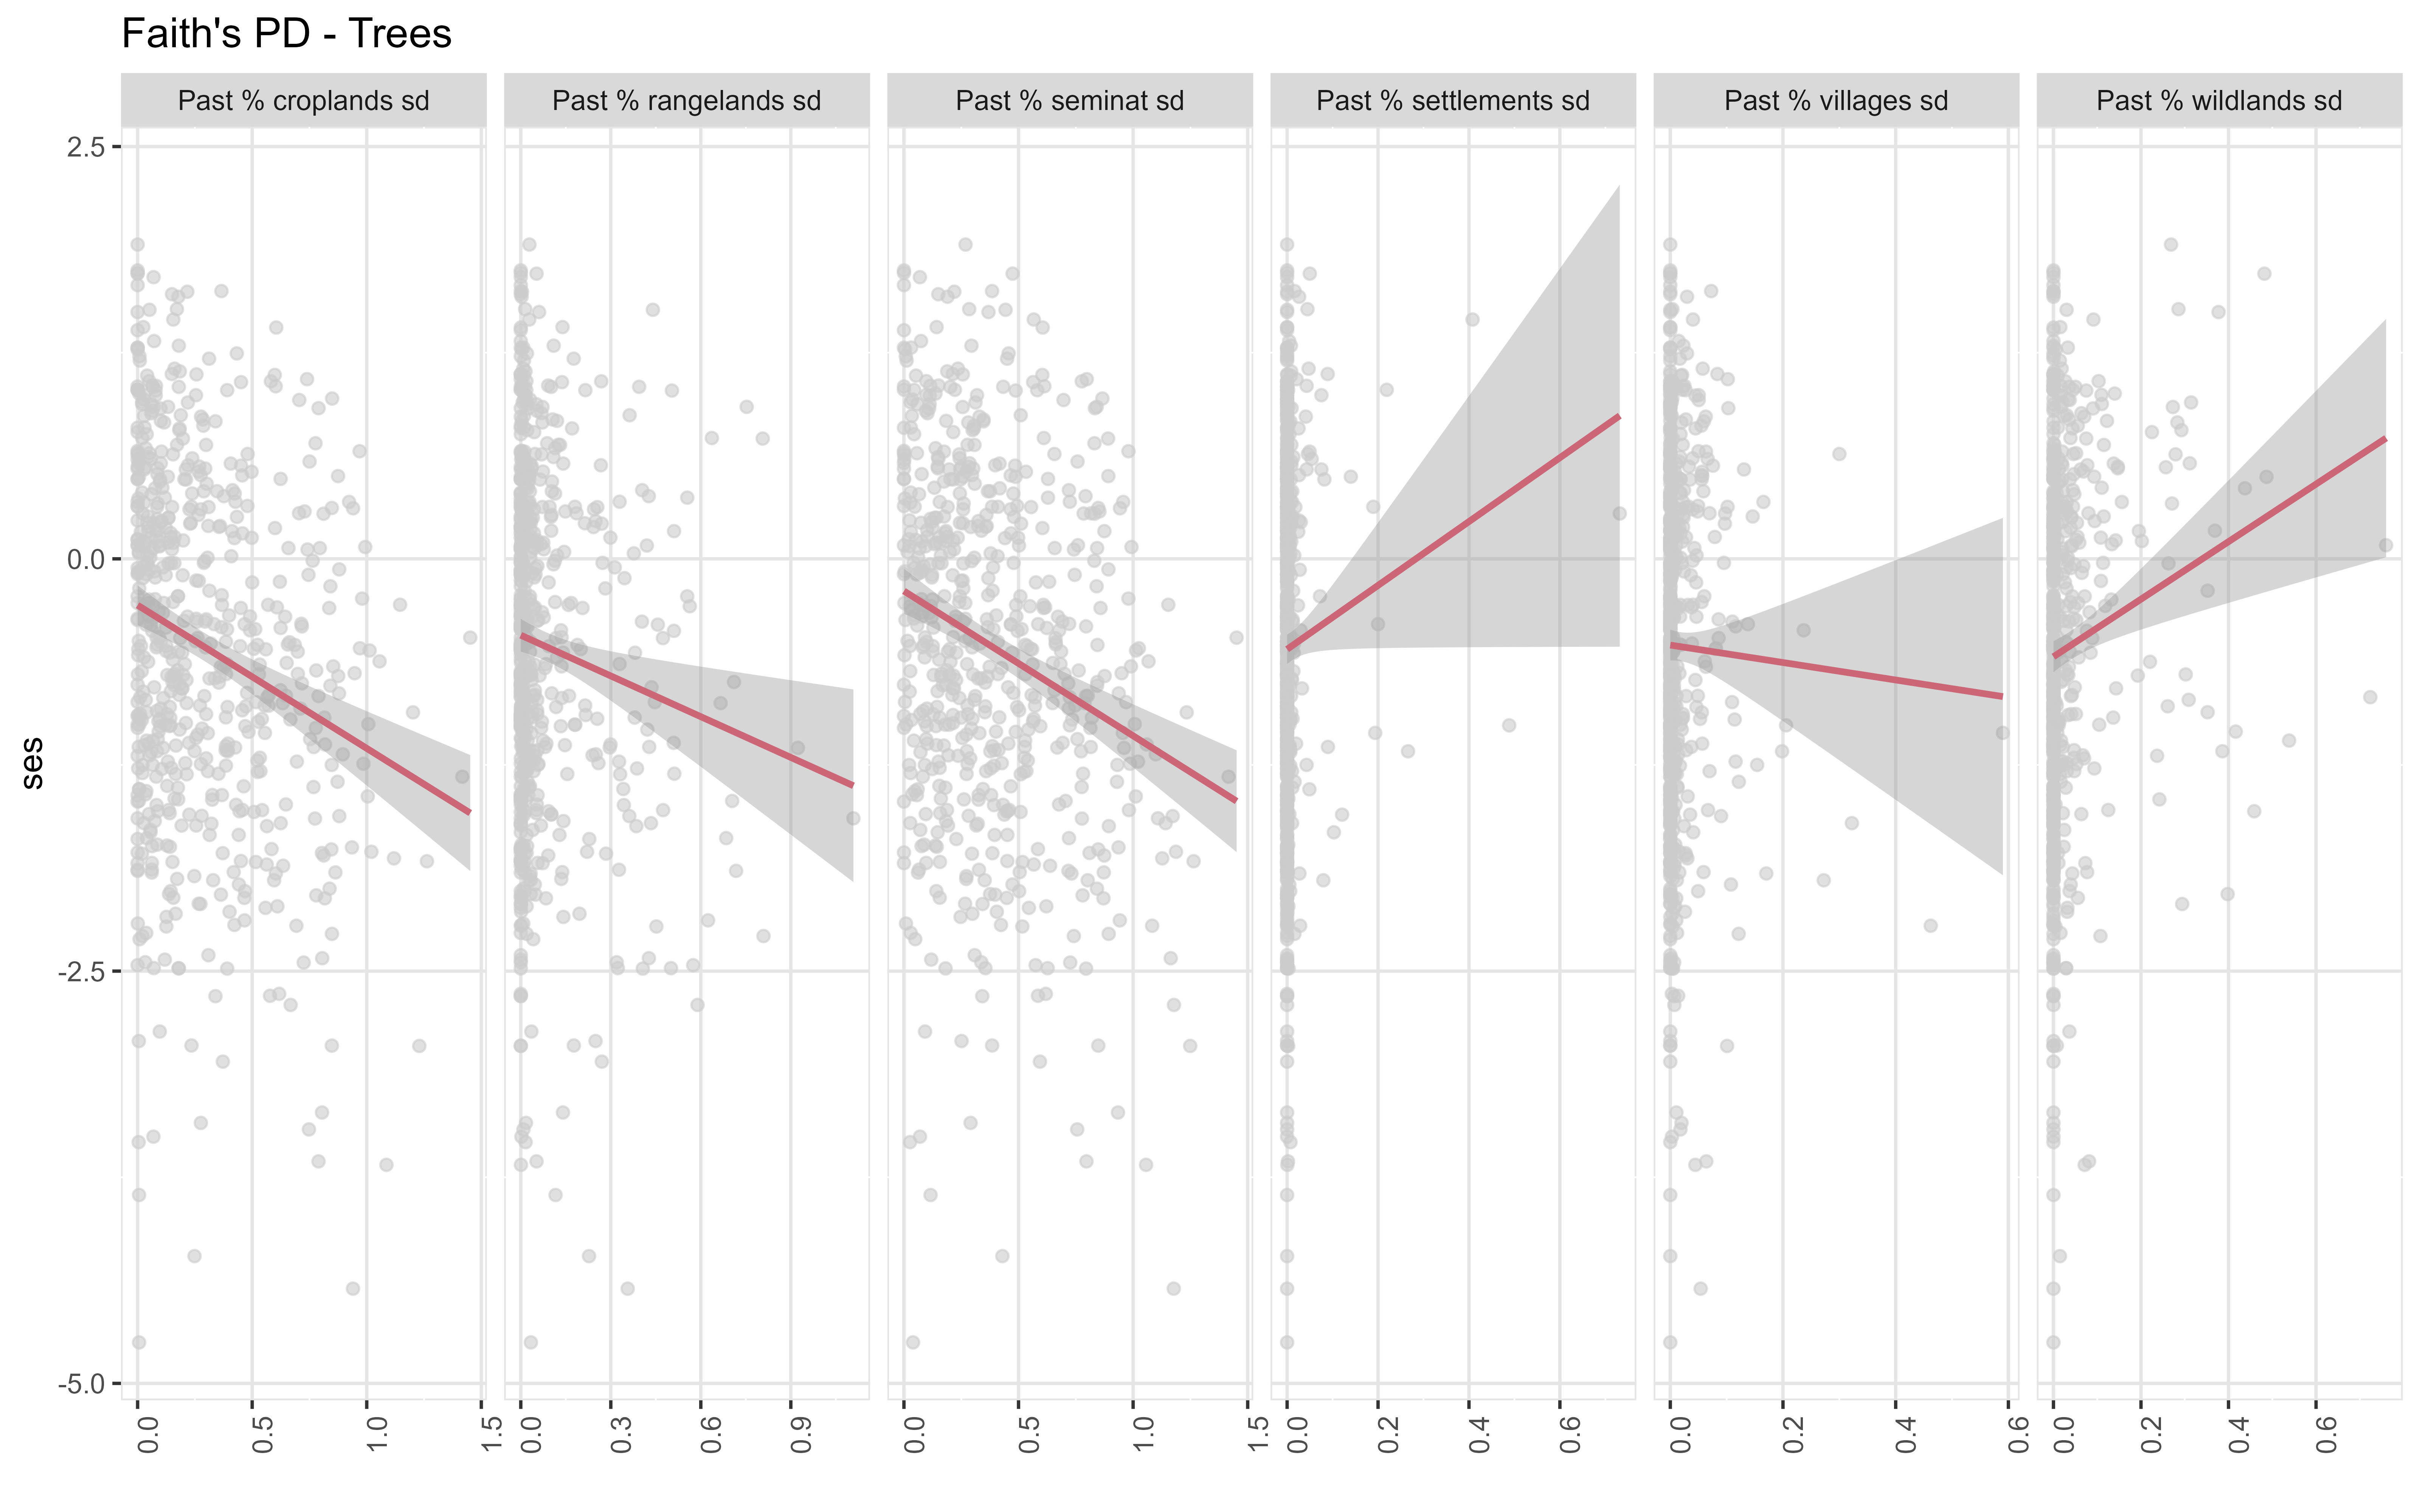 Faith's PD - Trees
Past % croplands sd
Past % rangelands sd
Past % seminat sd
Past % settlements sd
Past % villages sd
Past % wildlands sd
2.5
0.0
-2.5
-5.0
ses
0.0 0.5 1.0 1.5
0.0 0.3 0.6 0.9
0.0 0.5 1.0 1.5
0.0 0.2 0.4 0.6
0.0 0.2 0.4 0.6
0.0 0.2 0.4 0.6